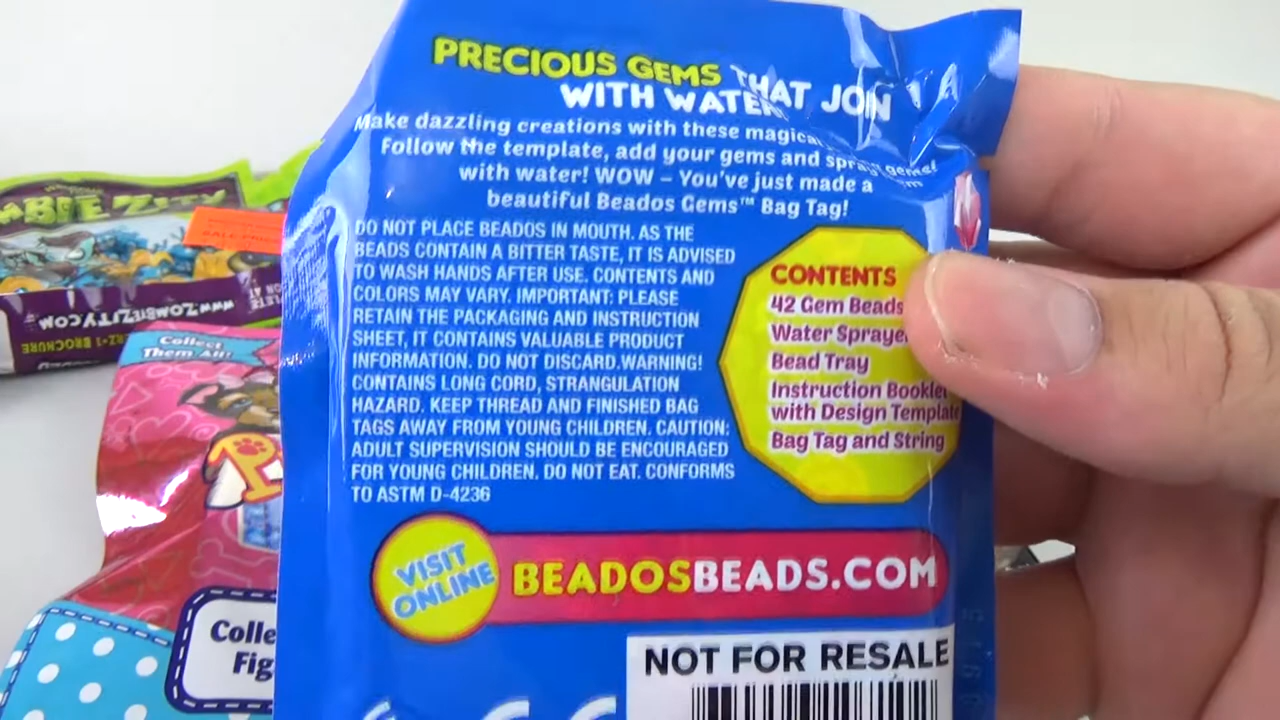 PRECIOUS GEMS THAT JOIN
WITH WATER
Make dazzling creations with these
Follow the template, add your gems and spray
with water! WOW – You've just made a
beautiful Beados Gems™ Bag Tag!
DO NOT PLACE BEADOS IN MOUTH. AS THE
BEADS CONTAIN A BITTER TASTE, IT IS ADVISED
TO WASH HANDS AFTER USE. CONTENTS AND
COLORS MAY VARY. IMPORTANT: PLEASE
RETAIN THE PACKAGING AND INSTRUCTION
SHEET, IT CONTAINS VALUABLE PRODUCT
INFORMATION. DO NOT DISCARD.WARNING!
CONTAINS LONG CORD, STRANGULATION
HAZARD. KEEP THREAD AND FINISHED BAG
TAGS AWAY FROM YOUNG CHILDREN. CAUTION:
ADULT SUPERVISION SHOULD BE ENCOURAGED
FOR YOUNG CHILDREN. DO NOT EAT. CONFORMS
TO ASTM D-4236
CONTENTS
42 Gem Beads
Water Sprayer
Bead Tray
Instruction Booklet
with Design Template
Bag Tag and String
VISIT
ONLINE
BEADOSBEADS.COM
NOT FOR RESALE
ZITY
www.ZOMBIEZITY.COM
BROCHURE
Collect
Them All!
Colle
Fig